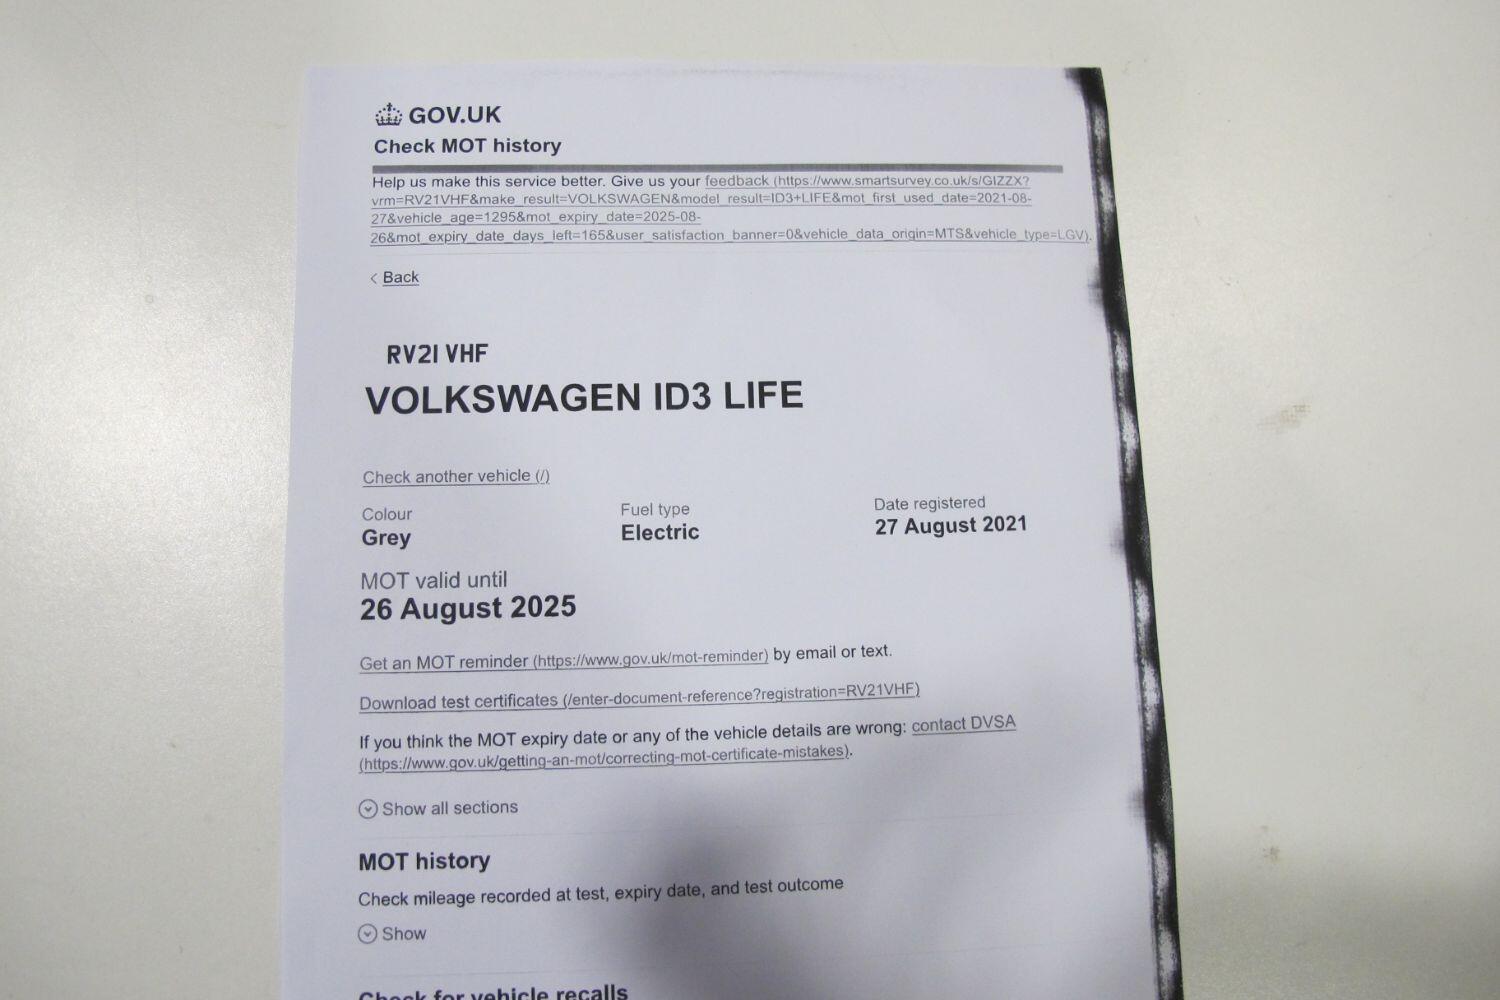 GOV.UK
Check MOT history
Help us make this service better. Give us your feedback (https://www.smartsurvey.co.uk/s/GIZZX?
vrm=RV21VHF&make_result=VOLKSWAGEN&model_result=ID3+LIFE&mot_first_used_date=2021-08-
27&vehicle_age=1295&mot_expiry_date=2025-08-
26&mot_expiry_date_days_left=165&user_satisfaction_banner=0&vehicle_data_origin=MTS&vehicle_type=LGV).
Back
RV21 VHF
VOLKSWAGEN ID3 LIFE
Check another vehicle (/)
Colour Fuel type Date registered
Grey Electric 27 August 2021
MOT valid until
26 August 2025
Get an MOT reminder (https://www.gov.uk/mot-reminder) by email or text.
Download test certificates (/enter-document-reference?registration=RV21VHF)
If you think the MOT expiry date or any of the vehicle details are wrong: contact DVSA
(https://www.gov.uk/getting-an-mot/correcting-mot-certificate-mistakes).
Show all sections
MOT history
Check mileage recorded at test, expiry date, and test outcome
Show
Check for vehicle recalls